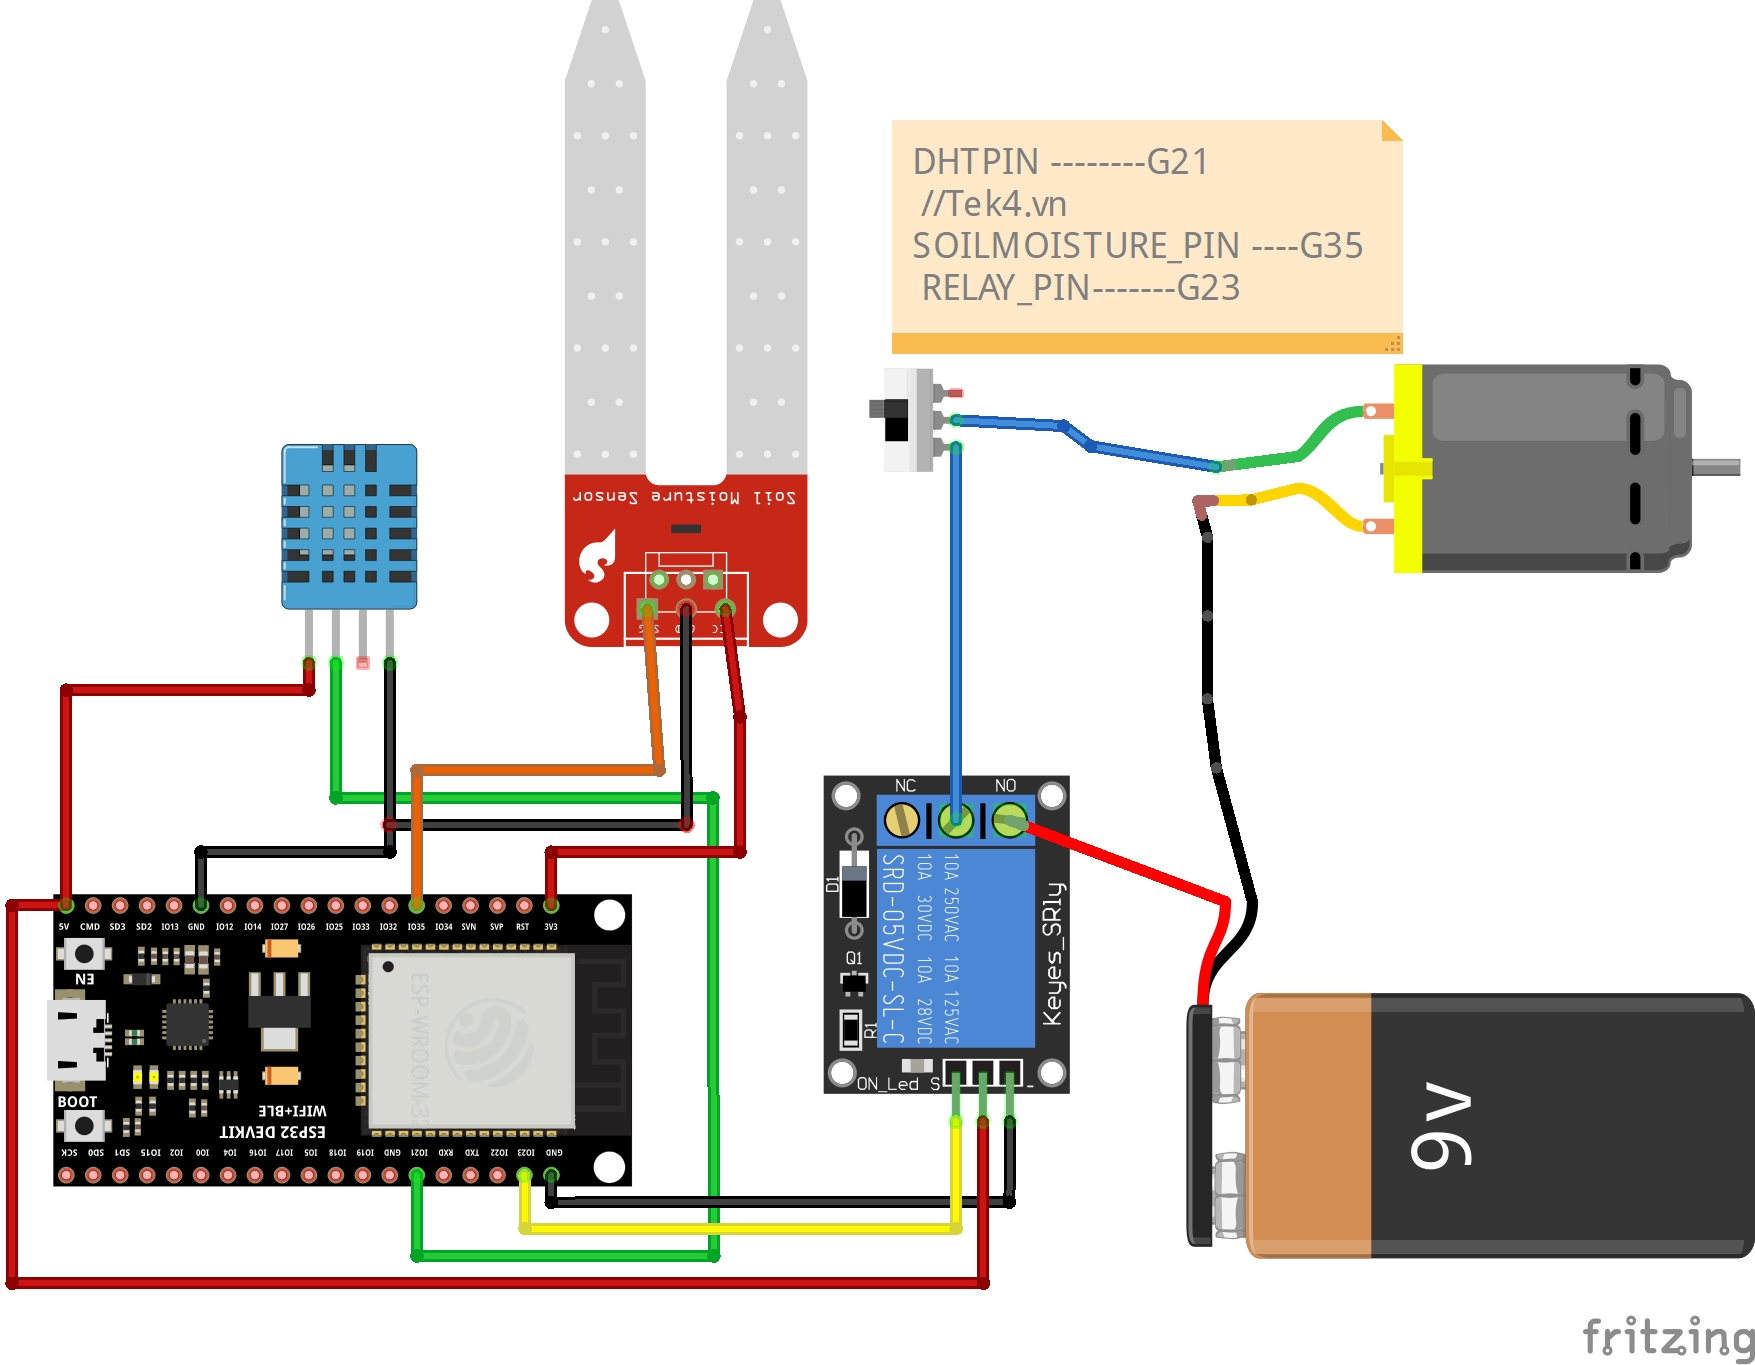 DHTPIN --------G21
//Tek4.vn
SOILMOISTURE_PIN ----G35
RELAY_PIN-------G23
Soil Moisture Sensor
NC
NO
D1
SRD-05VDC-SL-C
10A 30VDC 10A 28VDC
10A 250VAC 10A 125VAC
Keyes_SR1y
Q1
R1
ON_Led S
-
5V CMD SD3 SD2 IO13 GND IO12 IO14 IO27 IO26 IO25 IO33 IO32 IO35 IO34 SVN SVP RST 3V3
EN
ESP-WROOM-32
BOOT
WIFI+BLE
ESP32 DEVKIT
SCK SD0 SD1 IO15 IO2 IO0 IO4 IO16 IO17 IO5 IO18 IO19 GND IO21 RXD TXD IO22 IO23 GND
9v
fritzing